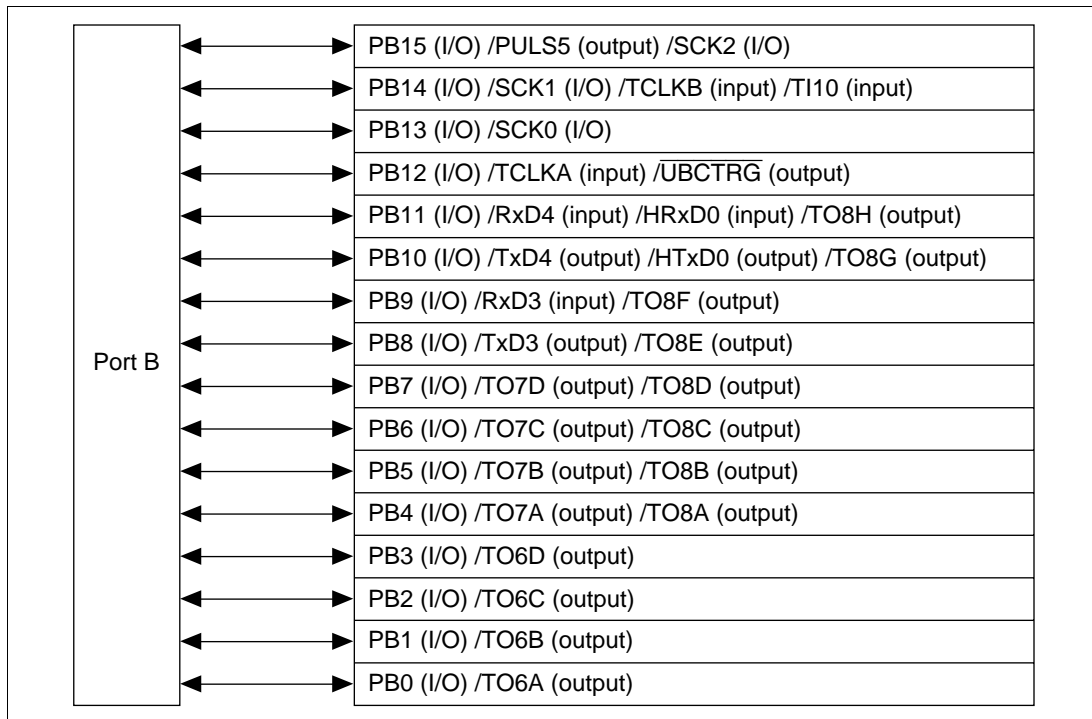 Port B
PB15 (I/O) /PULS5 (output) /SCK2 (I/O)
PB14 (I/O) /SCK1 (I/O) /TCLKB (input) /TI10 (input)
PB13 (I/O) /SCK0 (I/O)
PB12 (I/O) /TCLKA (input) /U̅B̅C̅T̅R̅G̅ (output)
PB11 (I/O) /RxD4 (input) /HRxD0 (input) /TO8H (output)
PB10 (I/O) /TxD4 (output) /HTxD0 (output) /TO8G (output)
PB9 (I/O) /RxD3 (input) /TO8F (output)
PB8 (I/O) /TxD3 (output) /TO8E (output)
PB7 (I/O) /TO7D (output) /TO8D (output)
PB6 (I/O) /TO7C (output) /TO8C (output)
PB5 (I/O) /TO7B (output) /TO8B (output)
PB4 (I/O) /TO7A (output) /TO8A (output)
PB3 (I/O) /TO6D (output)
PB2 (I/O) /TO6C (output)
PB1 (I/O) /TO6B (output)
PB0 (I/O) /TO6A (output)